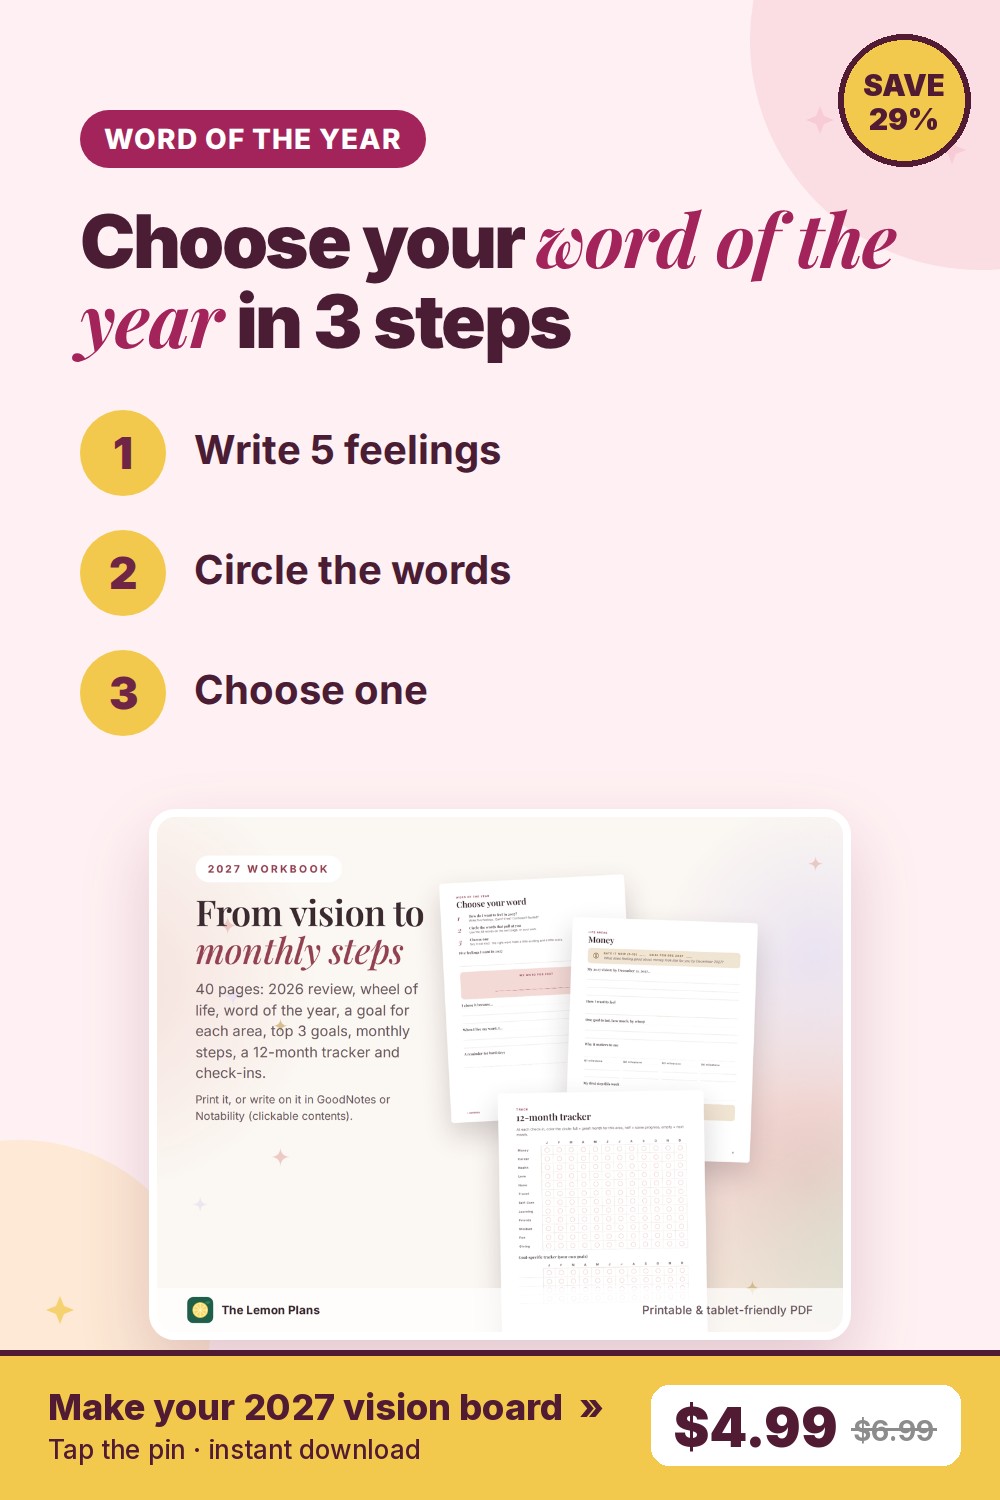 SAVE
29%
WORD OF THE YEAR
Choose your word of the
year in 3 steps
1 Write 5 feelings
2 Circle the words
3 Choose one
2027 WORKBOOK
From vision to
monthly steps
40 pages: 2026 review, wheel of
life, word of the year, a goal for
each area, top 3 goals, monthly
steps, a 12-month tracker and
check-ins.
Print it, or write on it in GoodNotes or
Notability (clickable contents).
Choose your word
1
2
3
Money
12-month tracker
The Lemon Plans
Printable & tablet-friendly PDF
Make your 2027 vision board »
Tap the pin · instant download
$4.99 $6.99